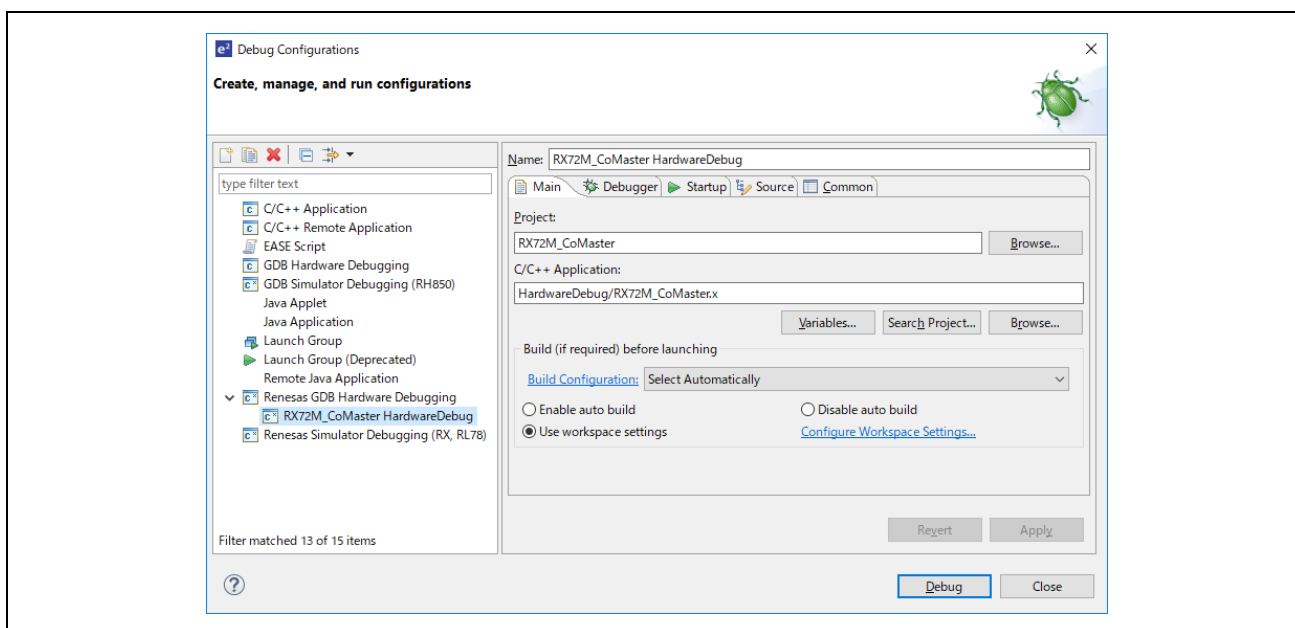 e² Debug Configurations
Create, manage, and run configurations
type filter text
C/C++ Application
C/C++ Remote Application
EASE Script
GDB Hardware Debugging
GDB Simulator Debugging (RH850)
Java Applet
Java Application
Launch Group
Launch Group (Deprecated)
Remote Java Application
Renesas GDB Hardware Debugging
RX72M_CoMaster HardwareDebug
Renesas Simulator Debugging (RX, RL78)
Filter matched 13 of 15 items
Name: RX72M_CoMaster HardwareDebug
Main Debugger Startup Source Common
Project:
RX72M_CoMaster Browse...
C/C++ Application:
HardwareDebug/RX72M_CoMaster.x
Variables... Search Project... Browse...
Build (if required) before launching
Build Configuration: Select Automatically
Enable auto build Disable auto build
Use workspace settings Configure Workspace Settings...
Revert Apply
? Debug Close